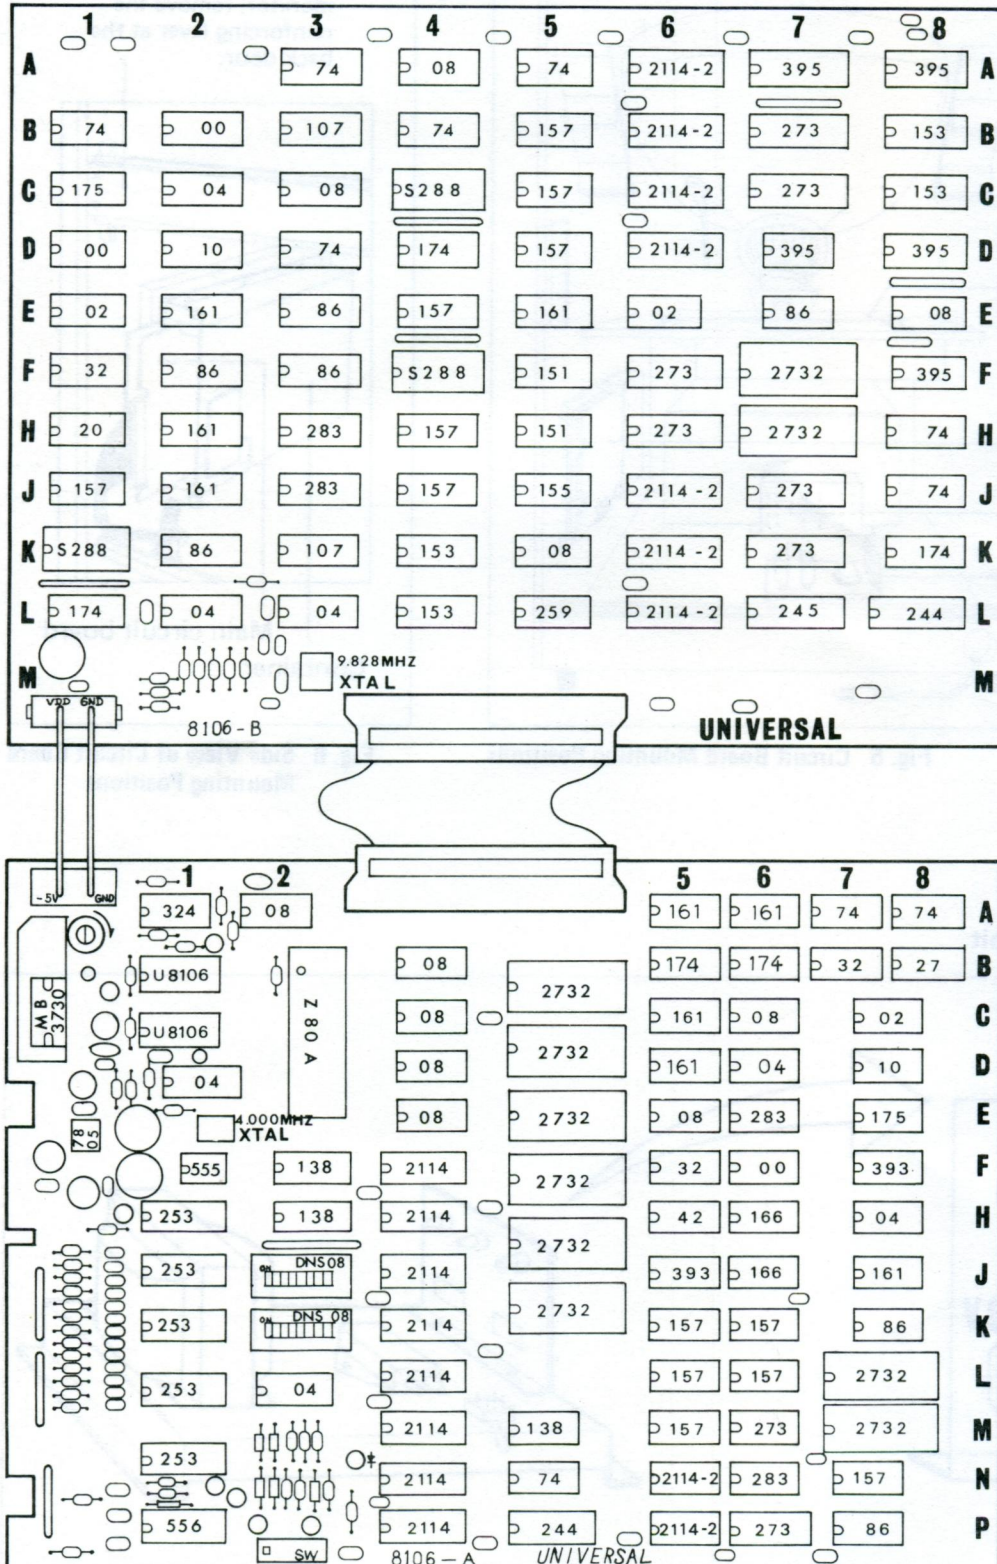 1 2 3 4 5 6 7 8
A 74 08 74 2114-2 395 395 A
B 74 00 107 74 157 2114-2 273 153 B
C 175 04 08 S288 157 2114-2 273 153 C
D 00 10 74 174 157 2114-2 395 395 D
E 02 161 86 157 161 02 86 08 E
F 32 86 86 S288 151 273 2732 395 F
H 20 161 283 157 151 273 2732 74 H
J 157 161 283 157 155 2114-2 273 74 J
K S288 86 107 153 08 2114-2 273 174 K
L 174 04 04 153 259 2114-2 245 244 L
M 9.828MHZ M
XTAL
VDD GND
8106-B UNIVERSAL
1 2 5 6 7 8
-5V GND
324 08 161 161 74 74 A
U8106 08 2732 174 174 32 27 B
MB 3730 Z80A
U8106 08 161 08 02 C
04 08 2732 161 04 10 D
4.000MHZ
XTAL
7805 08 2732 08 283 175 E
555 138 2114 2732 32 00 393 F
253 138 2114 42 166 04 H
253 ON DNS08 2114 2732 393 166 161 J
253 ON DNS08 2114 2732 157 157 86 K
253 04 2114 157 157 2732 L
2114 138 157 273 2732 M
253 2114 74 2114-2 283 157 N
556 2114 244 2114-2 273 86 P
SW 8106-A UNIVERSAL